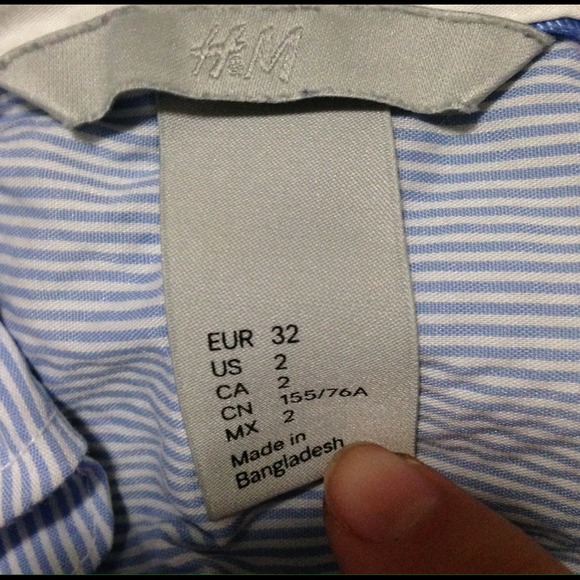 H&M
EUR 32
US 2
CA 2
CN 155/76A
MX 2
Made in
Bangladesh